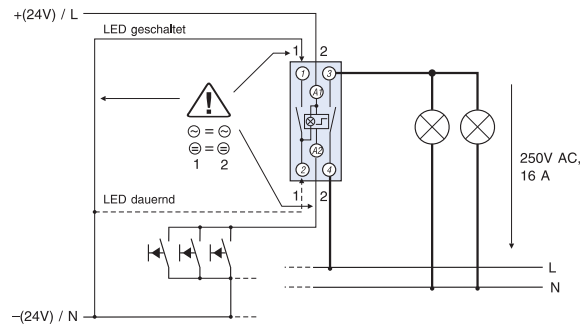 +(24V) / L
LED geschaltet
1 2
1 3
A1
~ = ~
= = =
1 2
A2
2 4
LED dauernd
1 2
250V AC,
16 A
L
N
–(24V) / N